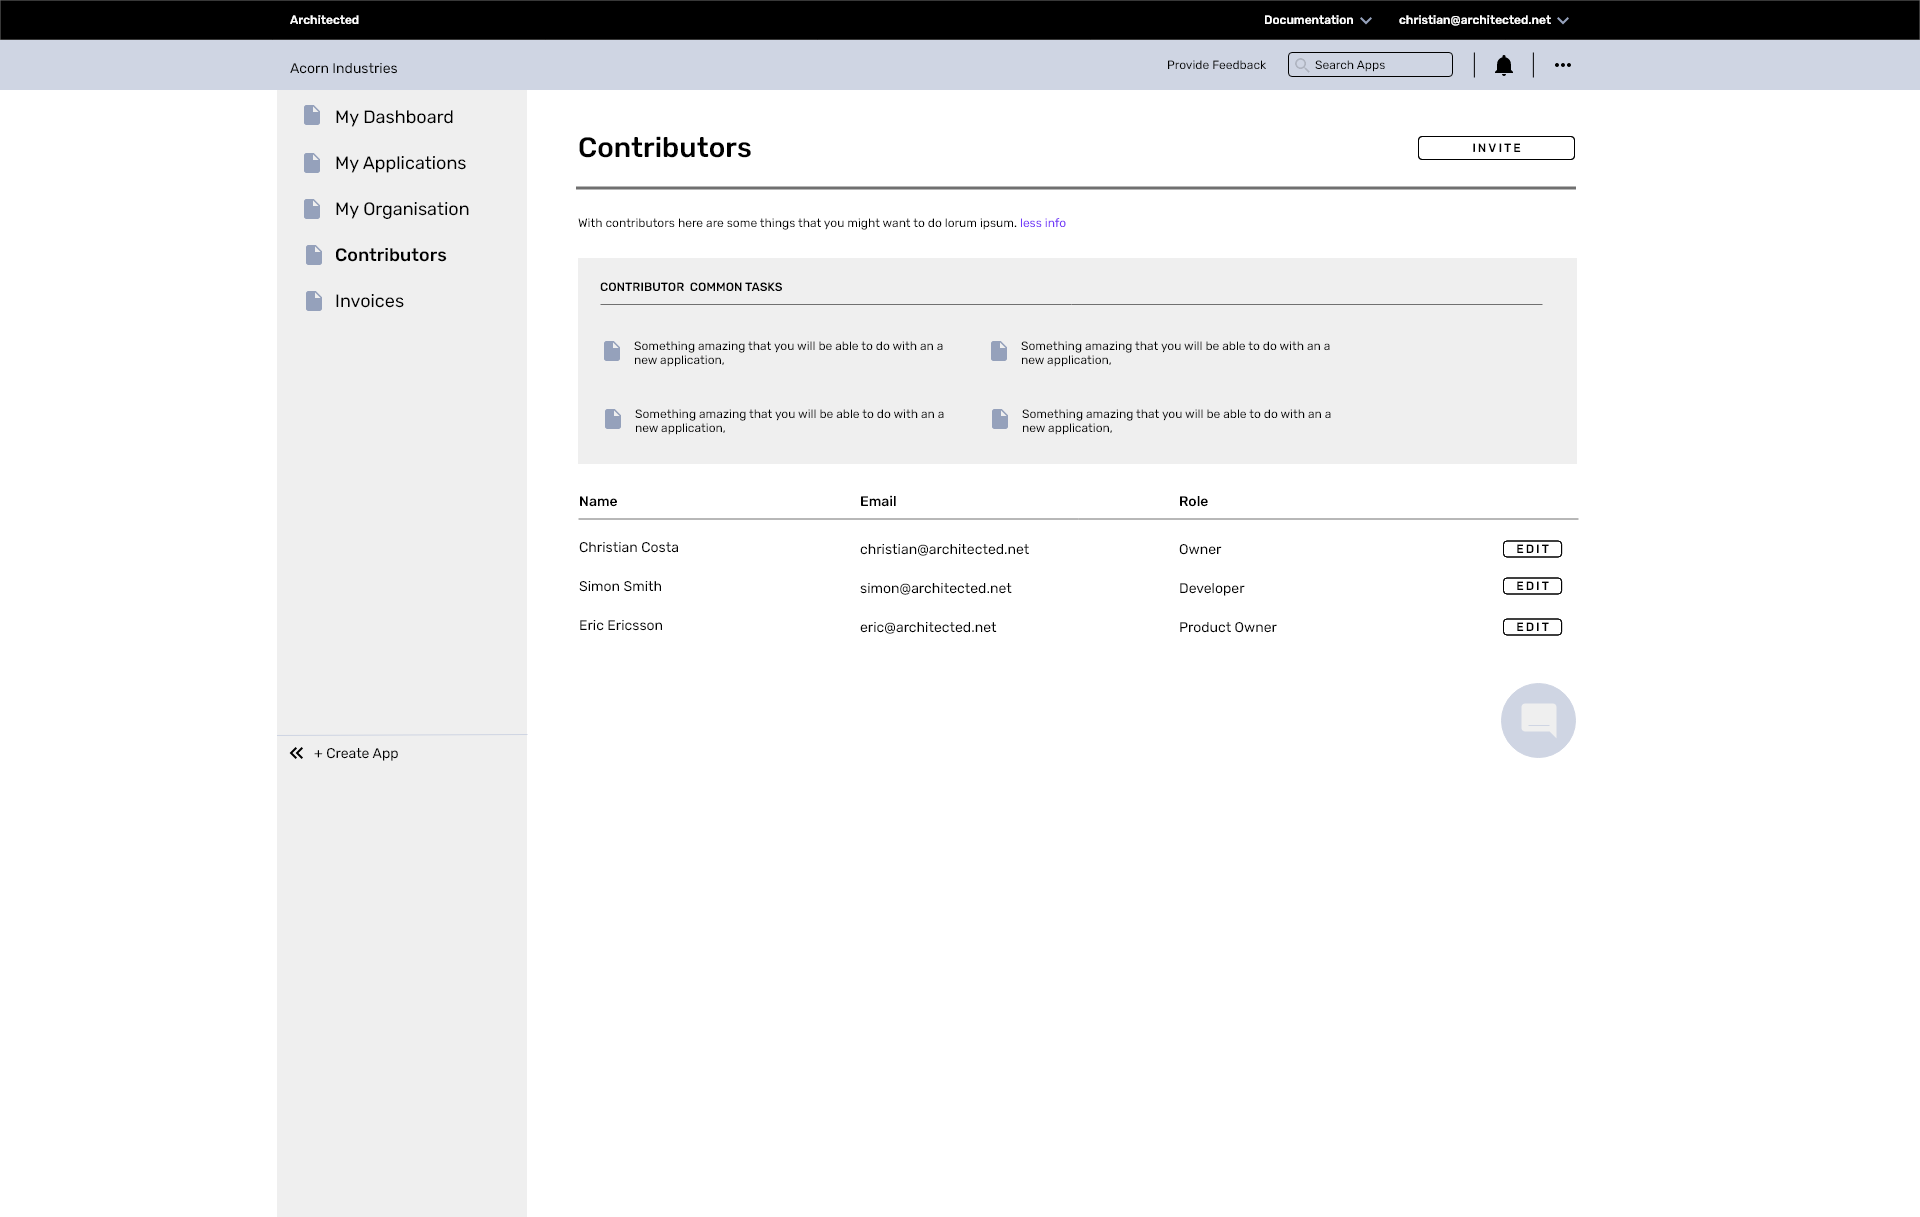 Architected
Documentation
christian@architected.net
Acorn Industries
Provide Feedback
Search Apps
My Dashboard
My Applications
My Organisation
Contributors
Invoices
+ Create App
Contributors
INVITE
With contributors here are some things that you might want to do lorum ipsum. less info
CONTRIBUTOR COMMON TASKS
Something amazing that you will be able to do with an a
new application,
Something amazing that you will be able to do with an a
new application,
Something amazing that you will be able to do with an a
new application,
Something amazing that you will be able to do with an a
new application,
Name Email Role
Christian Costa christian@architected.net Owner EDIT
Simon Smith simon@architected.net Developer EDIT
Eric Ericsson eric@architected.net Product Owner EDIT